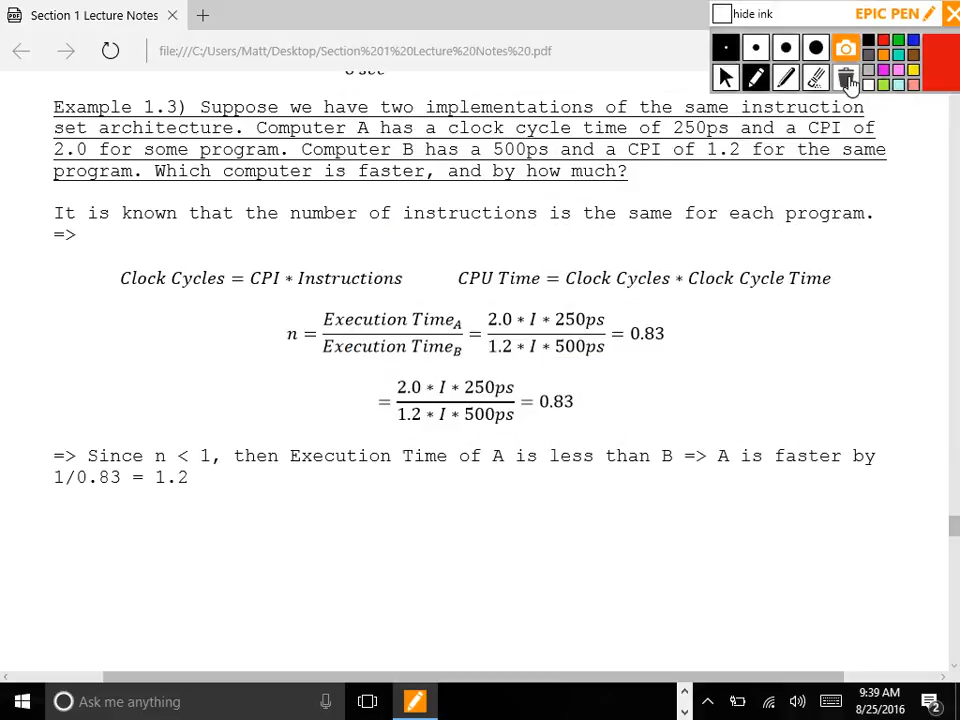 Section 1 Lecture Notes
hide ink
EPIC PEN
file:///C:/Users/Matt/Desktop/Section%201%20Lecture%20Notes%20.pdf
Example 1.3) Suppose we have two implementations of the same instruction
set architecture. Computer A has a clock cycle time of 250ps and a CPI of
2.0 for some program. Computer B has a 500ps and a CPI of 1.2 for the same
program. Which computer is faster, and by how much?
It is known that the number of instructions is the same for each program.
=>
Clock Cycles = CPI ∗ Instructions CPU Time = Clock Cycles ∗ Clock Cycle Time
n = Execution Time_A / Execution Time_B = 2.0 ∗ I ∗ 250ps / 1.2 ∗ I ∗ 500ps = 0.83
= 2.0 ∗ I ∗ 250ps / 1.2 ∗ I ∗ 500ps = 0.83
=> Since n < 1, then Execution Time of A is less than B => A is faster by
1/0.83 = 1.2
Ask me anything
9:39 AM
8/25/2016
2